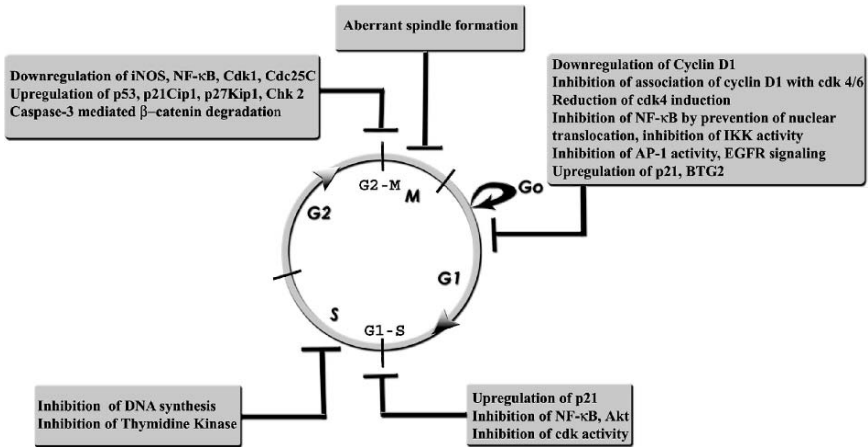 Aberrant spindle formation
Downregulation of iNOS, NF-κB, Cdk1, Cdc25C
Upregulation of p53, p21Cip1, p27Kip1, Chk 2
Caspase-3 mediated β-catenin degradation
Downregulation of Cyclin D1
Inhibition of association of cyclin D1 with cdk 4/6
Reduction of cdk4 induction
Inhibition of NF-κB by prevention of nuclear
translocation, inhibition of IKK activity
Inhibition of AP-1 activity, EGFR signaling
Upregulation of p21, BTG2
G2-M
M
Go
G2
G1
S
G1-S
Inhibition of DNA synthesis
Inhibition of Thymidine Kinase
Upregulation of p21
Inhibition of NF-κB, Akt
Inhibition of cdk activity